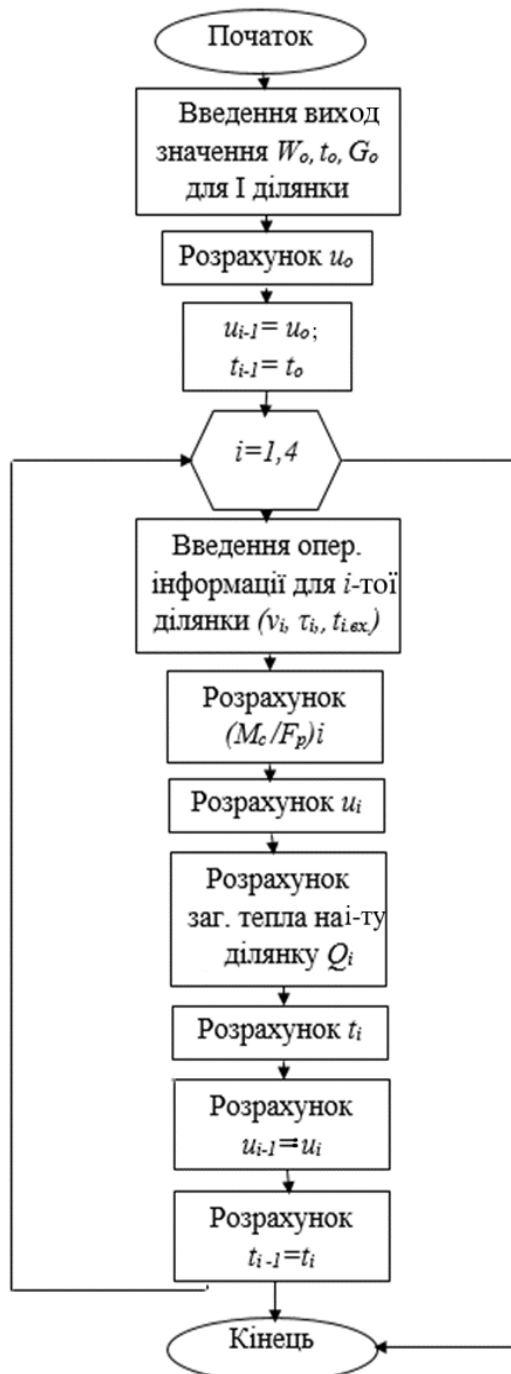 Початок
Введення виход
значення Wo, to, Go
для I ділянки
Розрахунок uo
ui-1= uo;
ti-1= to
i=1,4
Введення опер.
інформації для i-тої
ділянки (vi, τi,, ti.вх.)
Розрахунок
(Mc/Fp)i
Розрахунок ui
Розрахунок
заг. тепла наi-ту
ділянку Qi
Розрахунок ti
Розрахунок
ui-1=ui
Розрахунок
ti-1=ti
Кінець